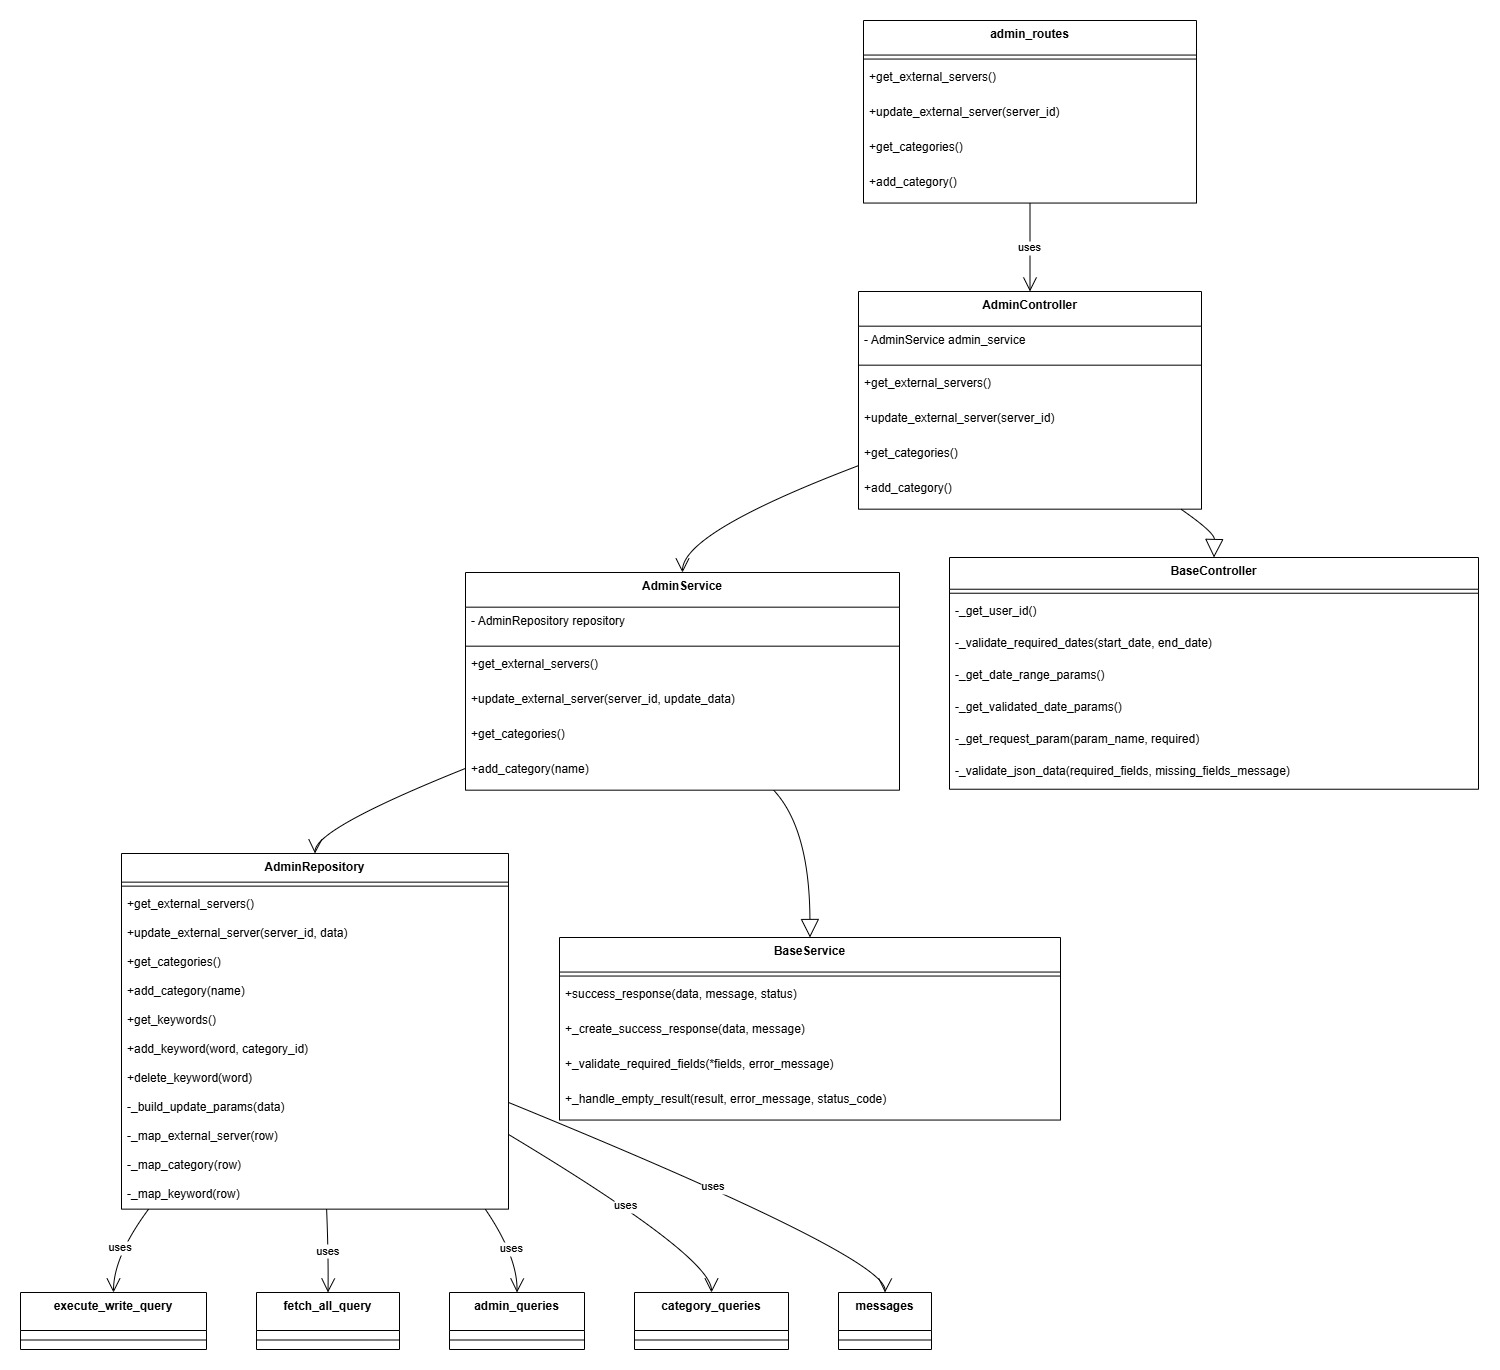 admin_routes
+get_external_servers()
+update_external_server(server_id)
+get_categories()
+add_category()
uses
AdminController
- AdminService admin_service
+get_external_servers()
+update_external_server(server_id)
+get_categories()
+add_category()
AdminService
- AdminRepository repository
+get_external_servers()
+update_external_server(server_id, update_data)
+get_categories()
+add_category(name)
BaseController
-_get_user_id()
-_validate_required_dates(start_date, end_date)
-_get_date_range_params()
-_get_validated_date_params()
-_get_request_param(param_name, required)
-_validate_json_data(required_fields, missing_fields_message)
AdminRepository
+get_external_servers()
+update_external_server(server_id, data)
+get_categories()
+add_category(name)
+get_keywords()
+add_keyword(word, category_id)
+delete_keyword(word)
-_build_update_params(data)
-_map_external_server(row)
-_map_category(row)
-_map_keyword(row)
BaseService
+success_response(data, message, status)
+_create_success_response(data, message)
+_validate_required_fields(*fields, error_message)
+_handle_empty_result(result, error_message, status_code)
uses
uses
uses
uses
uses
execute_write_query
fetch_all_query
admin_queries
category_queries
messages